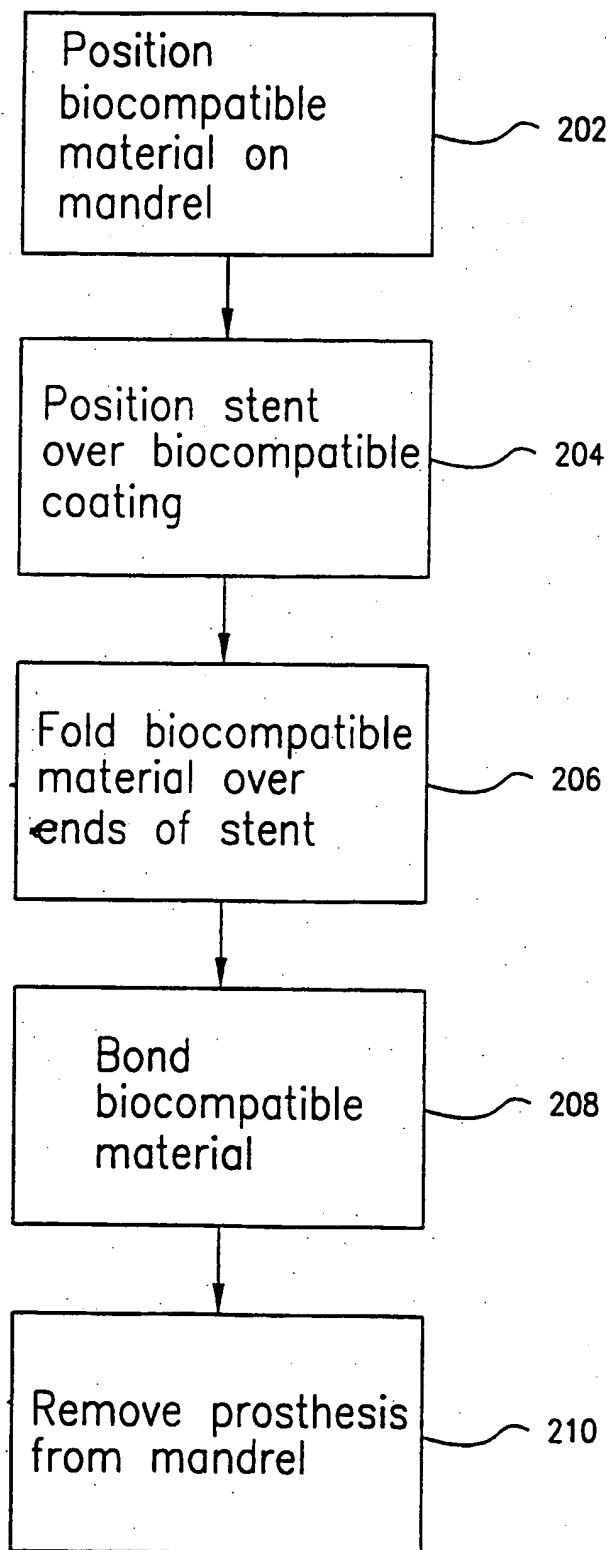 Position
biocompatible
material on
mandrel
202
Position stent
over biocompatible
coating
204
Fold biocompatible
material over
ends of stent
206
Bond
biocompatible
material
208
Remove prosthesis
from mandrel
210